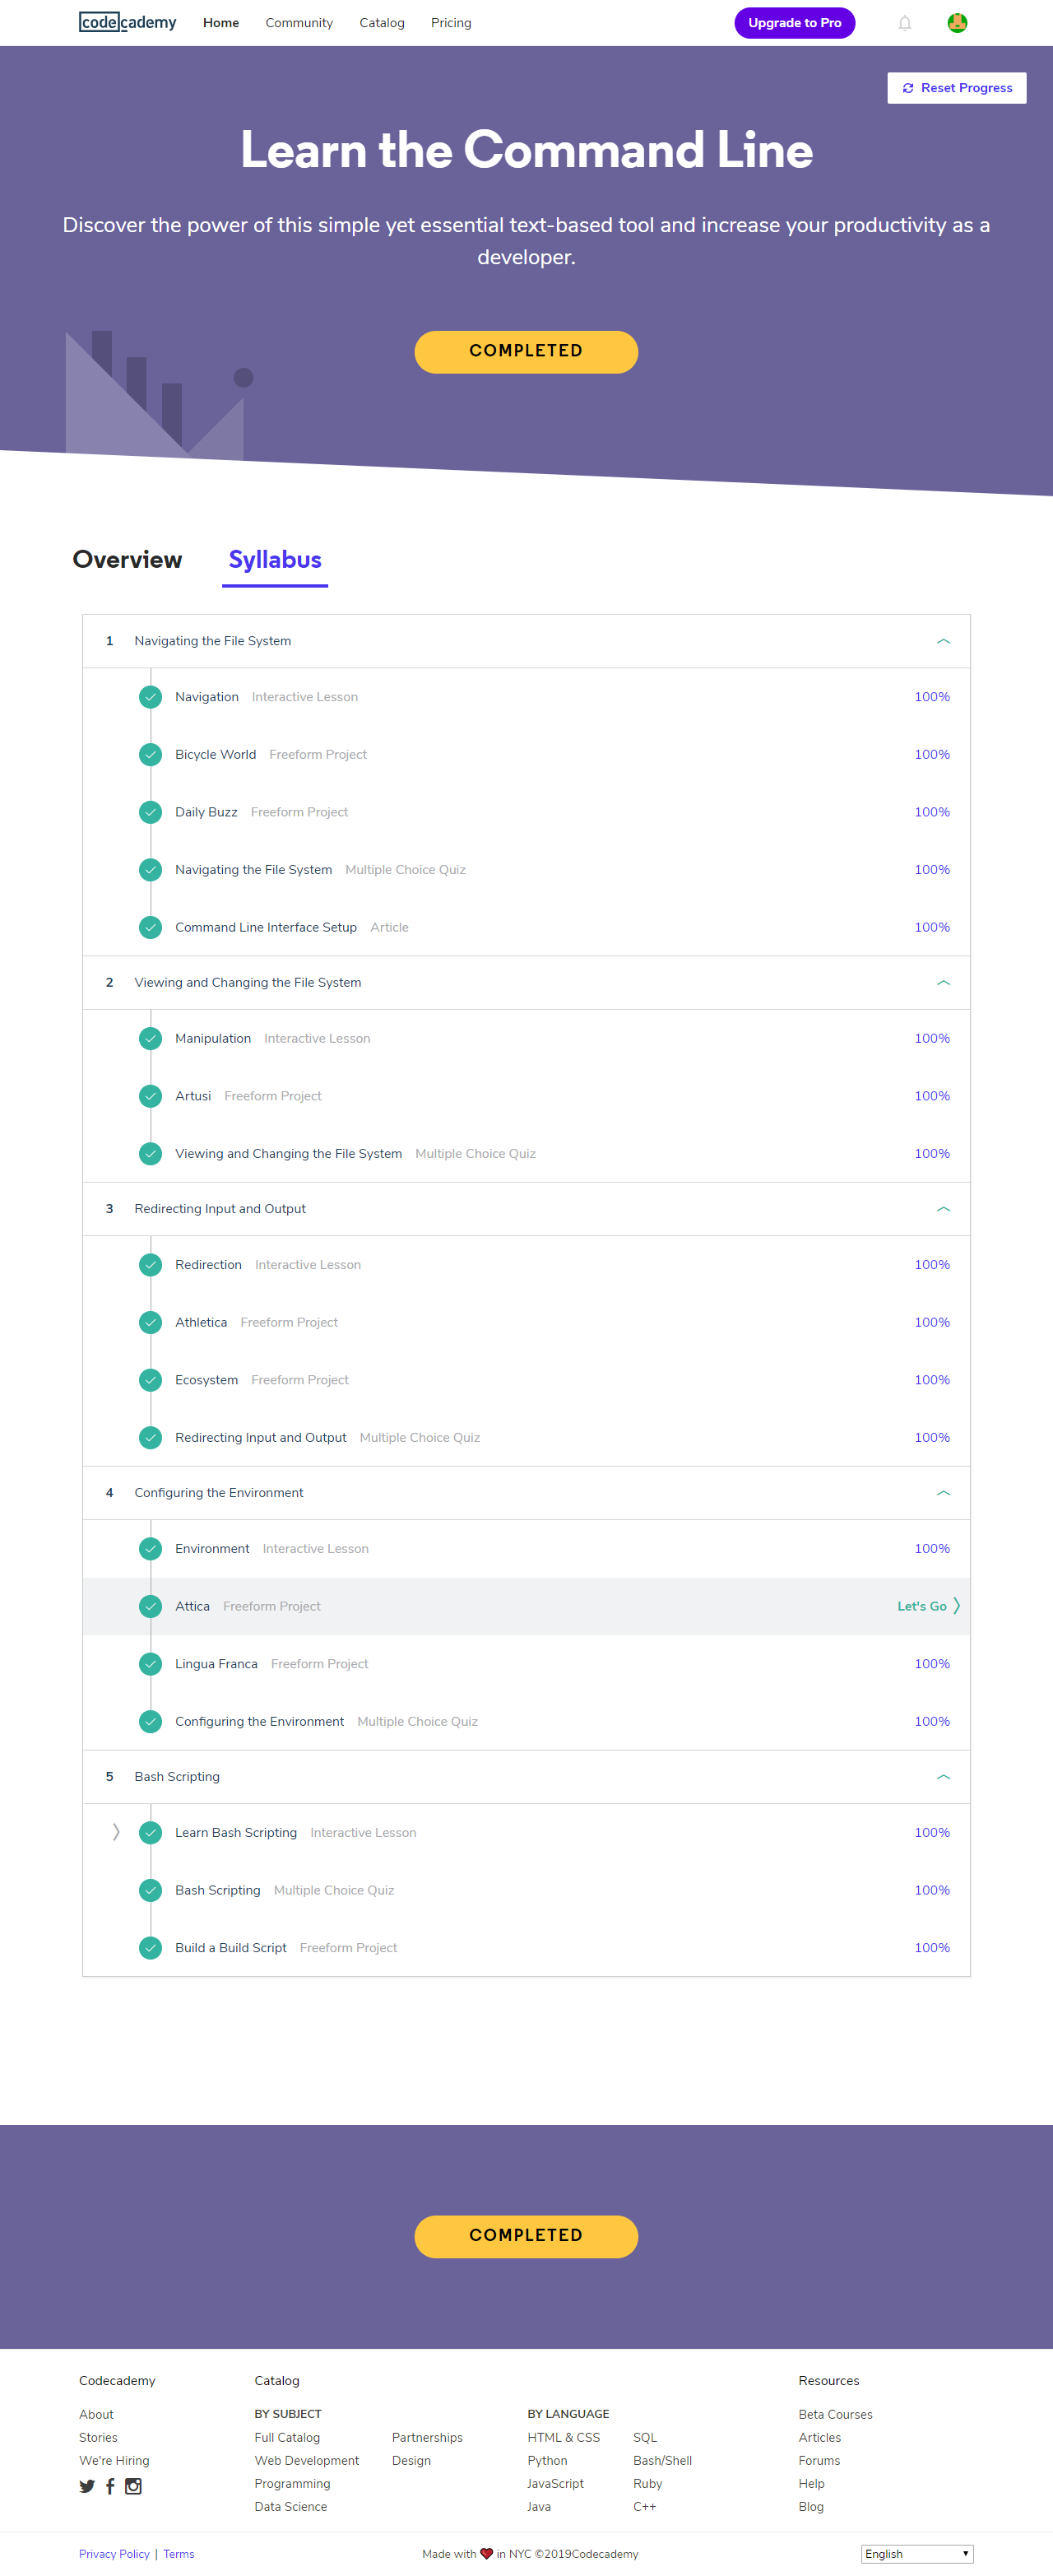 codecademy Home Community Catalog Pricing Upgrade to Pro
Reset Progress
Learn the Command Line
Discover the power of this simple yet essential text-based tool and increase your productivity as a
developer.
COMPLETED
Overview Syllabus
1 Navigating the File System
Navigation Interactive Lesson 100%
Bicycle World Freeform Project 100%
Daily Buzz Freeform Project 100%
Navigating the File System Multiple Choice Quiz 100%
Command Line Interface Setup Article 100%
2 Viewing and Changing the File System
Manipulation Interactive Lesson 100%
Artusi Freeform Project 100%
Viewing and Changing the File System Multiple Choice Quiz 100%
3 Redirecting Input and Output
Redirection Interactive Lesson 100%
Athletica Freeform Project 100%
Ecosystem Freeform Project 100%
Redirecting Input and Output Multiple Choice Quiz 100%
4 Configuring the Environment
Environment Interactive Lesson 100%
Attica Freeform Project Let's Go
Lingua Franca Freeform Project 100%
Configuring the Environment Multiple Choice Quiz 100%
5 Bash Scripting
Learn Bash Scripting Interactive Lesson 100%
Bash Scripting Multiple Choice Quiz 100%
Build a Build Script Freeform Project 100%
COMPLETED
Codecademy Catalog Resources
About BY SUBJECT BY LANGUAGE Beta Courses
Stories Full Catalog Partnerships HTML & CSS SQL Articles
We're Hiring Web Development Design Python Bash/Shell Forums
Programming JavaScript Ruby Help
Data Science Java C++ Blog
Privacy Policy | Terms Made with ❤ in NYC ©2019Codecademy English